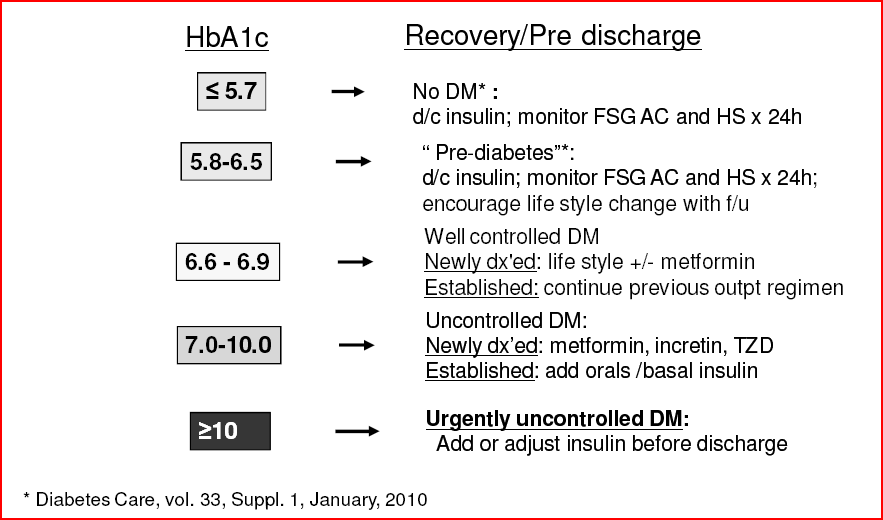 HbA1c Recovery/Pre discharge
≤ 5.7
No DM* :
d/c insulin; monitor FSG AC and HS x 24h
5.8-6.5
“ Pre-diabetes”*:
d/c insulin; monitor FSG AC and HS x 24h;
encourage life style change with f/u
6.6 - 6.9
Well controlled DM
Newly dx'ed: life style +/- metformin
Established: continue previous outpt regimen
7.0-10.0
Uncontrolled DM:
Newly dx’ed: metformin, incretin, TZD
Established: add orals /basal insulin
≥10
Urgently uncontrolled DM:
Add or adjust insulin before discharge
* Diabetes Care, vol. 33, Suppl. 1, January, 2010